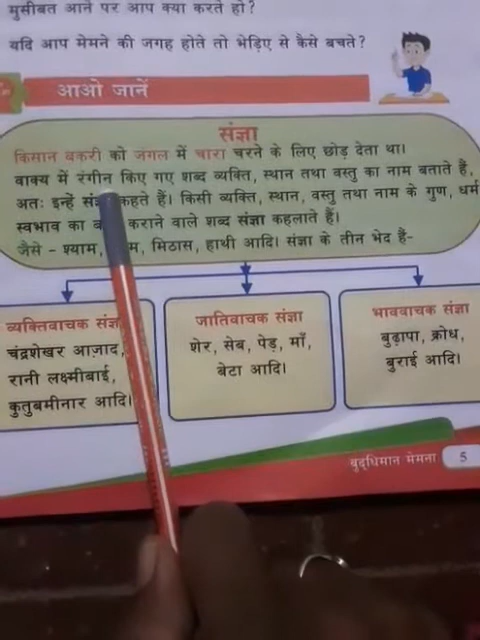 मुसीबत आने पर आप क्या करते हो?
यदि आप मेमने की जगह होते तो भेड़िए से कैसे बचते?
आओ जानें
संज्ञा
किसान बकरी को जंगल में चारा चरने के लिए छोड़ देता था।
वाक्य में रंगीन किए गए शब्द व्यक्ति, स्थान तथा वस्तु का नाम बताते है,
अतः इन्हे कहते हैं। किसी व्यक्ति, स्थान, वस्तु तथा नाम के गुण, धर्म
स्वभाव का कराने वाले शब्द संज्ञा कहलाते हैं।
जैसे - श्याम, मिठास, हाथी आदि। संज्ञा के तीन भेद हैं-
व्यक्तिवाचक
चंद्रशेखर आज़ाद,
रानी लक्ष्मीबाई,
कुतुबमीनार आदि।
जातिवाचक संज्ञा
शेर, सेब, पेड़, माँ,
बेटा आदि।
भाववाचक संज्ञा
बुढ़ापा, क्रोध,
बुराई आदि।
बुद्धिमान मेमना 5